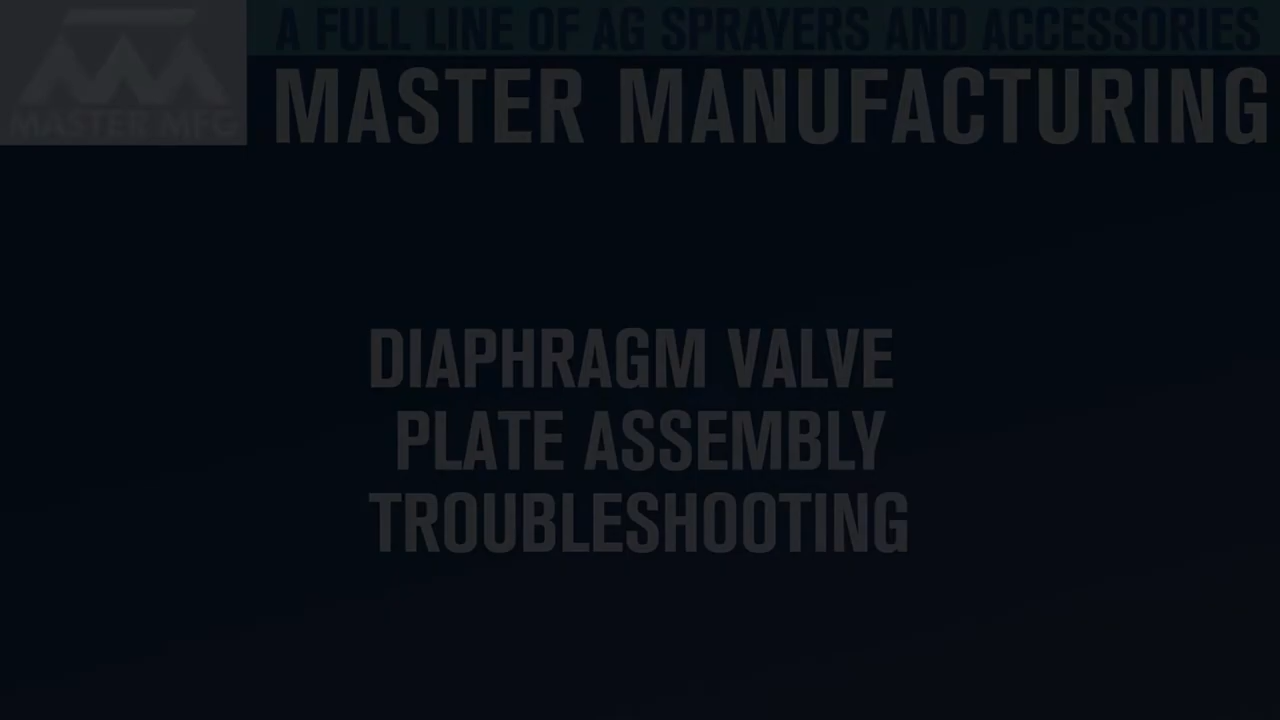 A FULL LINE OF AG SPRAYERS AND ACCESSORIES
MASTER MFG
MASTER MANUFACTURING
DIAPHRAGM VALVE
PLATE ASSEMBLY
TROUBLESHOOTING